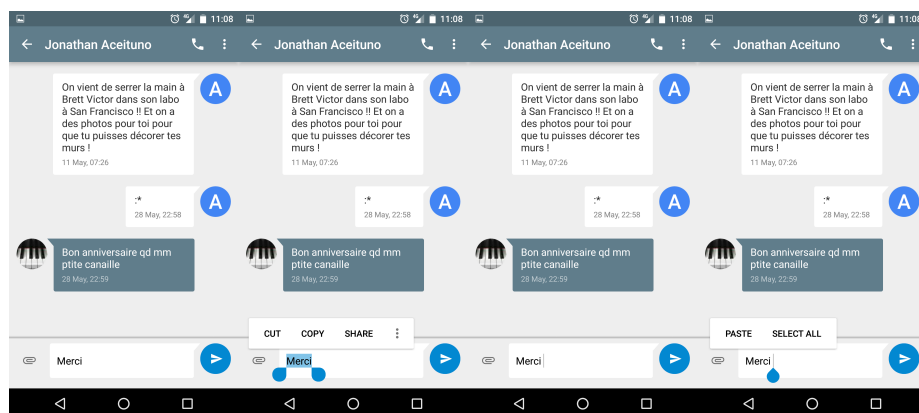 11:08
Jonathan Aceituno
On vient de serrer la main à
Brett Victor dans son labo
à San Francisco !! Et on a
des photos pour toi pour
que tu puisses décorer tes
murs !
11 May, 07:26
A
:*
28 May, 22:58
A
Bon anniversaire qd mm
ptite canaille
28 May, 22:59
Merci
11:08
Jonathan Aceituno
On vient de serrer la main à
Brett Victor dans son labo
à San Francisco !! Et on a
des photos pour toi pour
que tu puisses décorer tes
murs !
11 May, 07:26
A
:*
28 May, 22:58
A
Bon anniversaire qd mm
ptite canaille
28 May, 22:59
CUT COPY SHARE
Merci
11:08
Jonathan Aceituno
On vient de serrer la main à
Brett Victor dans son labo
à San Francisco !! Et on a
des photos pour toi pour
que tu puisses décorer tes
murs !
11 May, 07:26
A
:*
28 May, 22:58
A
Bon anniversaire qd mm
ptite canaille
28 May, 22:59
Merci
11:08
Jonathan Aceituno
On vient de serrer la main à
Brett Victor dans son labo
à San Francisco !! Et on a
des photos pour toi pour
que tu puisses décorer tes
murs !
11 May, 07:26
A
:*
28 May, 22:58
A
Bon anniversaire qd mm
ptite canaille
28 May, 22:59
PASTE SELECT ALL
Merci